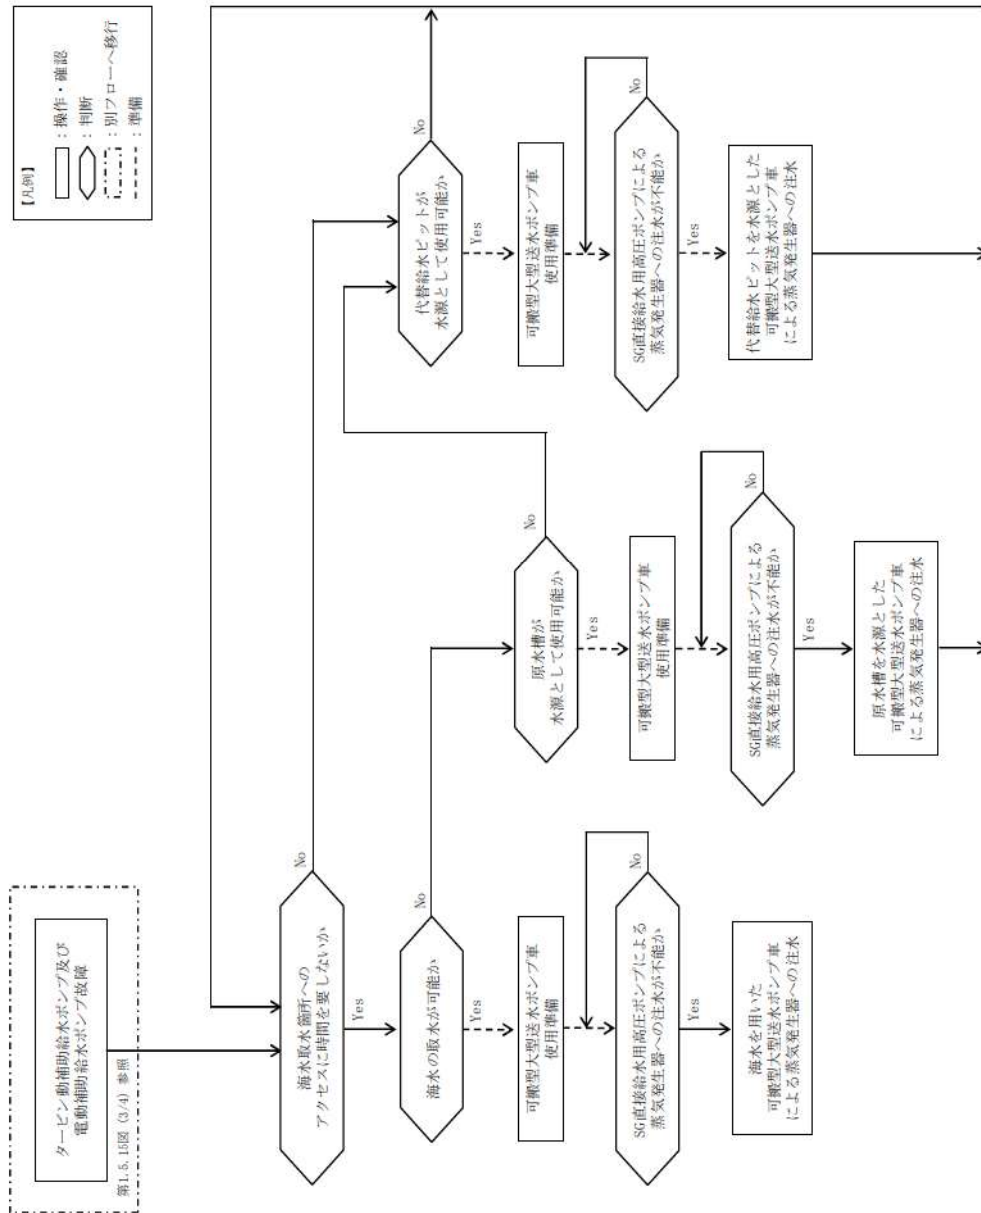 【凡例】
：操作・確認
：判断
：別フローへ移行
：準備
タービン動補助給水ポンプ及び
電動補助給水ポンプ故障
第1.5.15図 (3/4) 参照
海水取水箇所への
アクセスに時間を要しないか
No
Yes
海水の取水が可能か
No
Yes
可搬型大型送水ポンプ車
使用準備
SG直接給水用高圧ポンプによる
蒸気発生器への注水が不能か
No
Yes
海水を用いた
可搬型大型送水ポンプ車
による蒸気発生器への注水
原水槽が
水源として使用可能か
No
Yes
可搬型大型送水ポンプ車
使用準備
SG直接給水用高圧ポンプによる
蒸気発生器への注水が不能か
No
Yes
原水槽を水源とした
可搬型大型送水ポンプ車
による蒸気発生器への注水
代替給水ピットが
水源として使用可能か
No
Yes
可搬型大型送水ポンプ車
使用準備
SG直接給水用高圧ポンプによる
蒸気発生器への注水が不能か
No
Yes
代替給水ピットを水源とした
可搬型大型送水ポンプ車
による蒸気発生器への注水